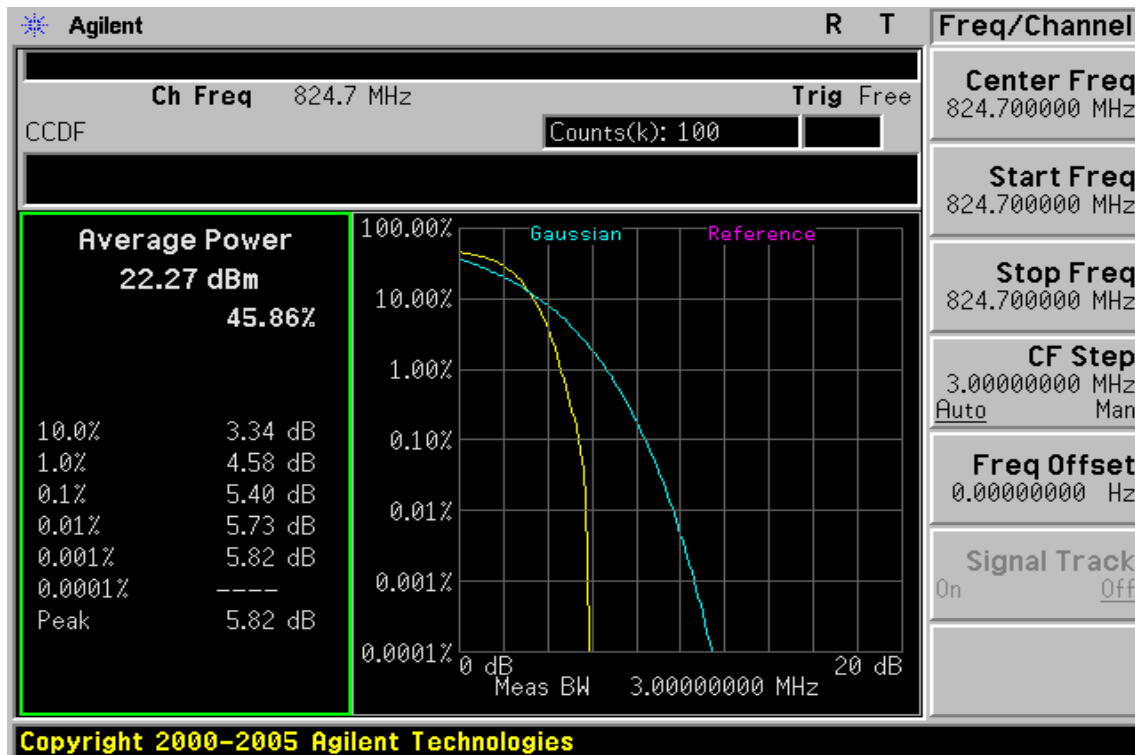 Agilent R T
Ch Freq 824.7 MHz Trig Free
CCDF Counts(k): 100
Average Power
22.27 dBm
45.86%
10.0% 3.34 dB
1.0% 4.58 dB
0.1% 5.40 dB
0.01% 5.73 dB
0.001% 5.82 dB
0.0001% ----
Peak 5.82 dB
Gaussian Reference
100.00%
10.00%
1.00%
0.10%
0.01%
0.001%
0.0001%
0 dB 20 dB
Meas BW 3.00000000 MHz
Freq/Channel
Center Freq
824.700000 MHz
Start Freq
824.700000 MHz
Stop Freq
824.700000 MHz
CF Step
3.00000000 MHz
Auto Man
Freq Offset
0.00000000 Hz
Signal Track
On Off
Copyright 2000-2005 Agilent Technologies